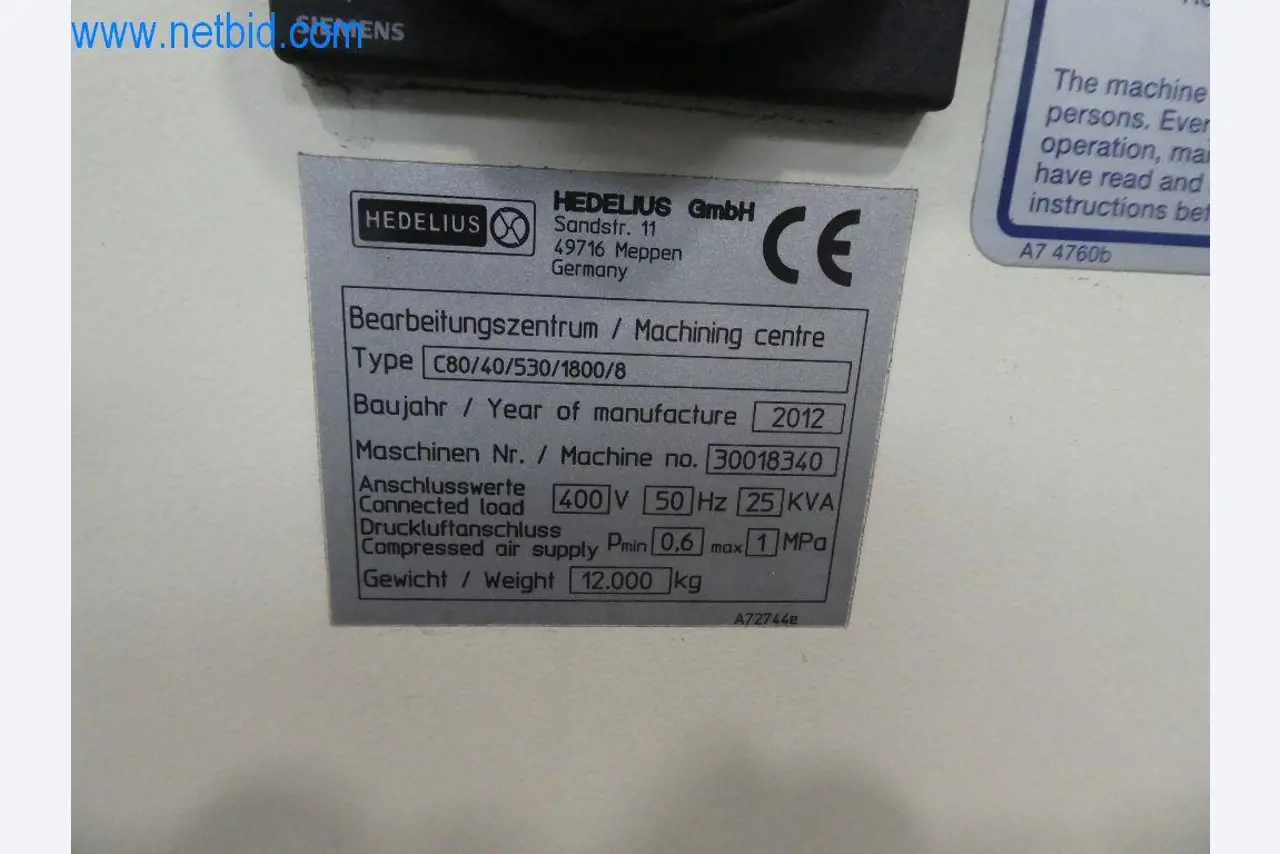 www.netbid.com
SIEMENS
The machine
persons. Ever
operation, mai
have read and
instructions bef
A7 4760b
HEDELIUS
HEDELIUS GmbH
Sandstr. 11
49716 Meppen
Germany
CE
Bearbeitungszentrum / Machining centre
Type C80/40/530/1800/8
Baujahr / Year of manufacture 2012
Maschinen Nr. / Machine no. 30018340
Anschlusswerte
Connected load 400 V 50 Hz 25 KVA
Druckluftanschluss
Compressed air supply Pmin 0,6 max 1 MPa
Gewicht / Weight 12.000 kg
A72744e